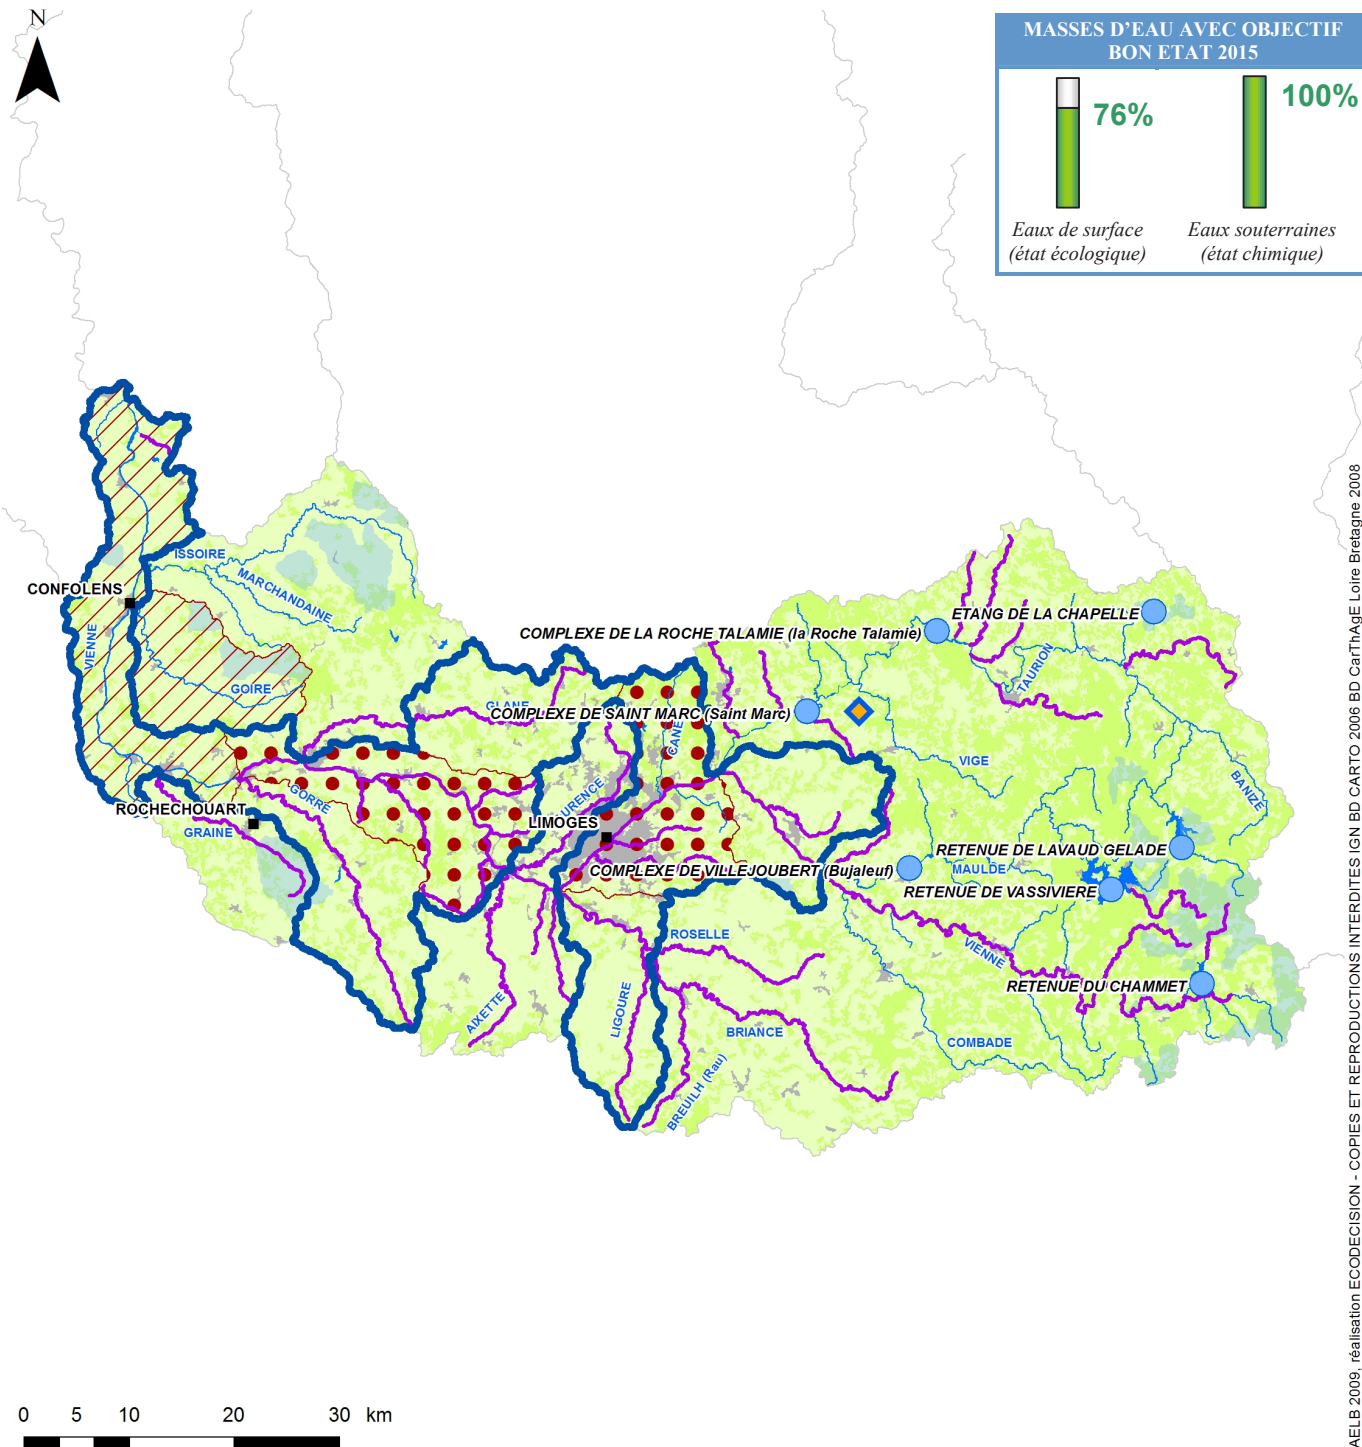 N
MASSES D'EAU AVEC OBJECTIF
BON ETAT 2015
76%
100%
Eaux de surface
(état écologique)
Eaux souterraines
(état chimique)
ISSOIRE
MARCHANDAINE
CONFOLENS
VIENNE
GOIRE
COMPLEXE DE LA ROCHE TALAMIE (la Roche Talamie)
ETANG DE LA CHAPELLE
TAURION
GLANE
COMPLEXE DE SAINT MARC (Saint Marc)
CANE
VIGE
BANIZE
GORRE
ROCHECHOUART
GRAINE
LIMOGES
COMPLEXE DE VILLEJOUBERT (Bujaleuf)
RETENUE DE LAVAUD GELADE
MAULDE
RETENUE DE VASSIVIERE
ROSELLE
VIENNE
RETENUE DU CHAMMET
AIXETTE
LIGOURE
BRIANCE
COMBADE
BREUILH (Rau)
0 5 10 20 30 km
AELB 2009, réalisation ECODECISION - COPIES ET REPRODUCTIONS INTERDITES IGN BD CARTO 2006 BD CarThAgE Loire Bretagne 2008